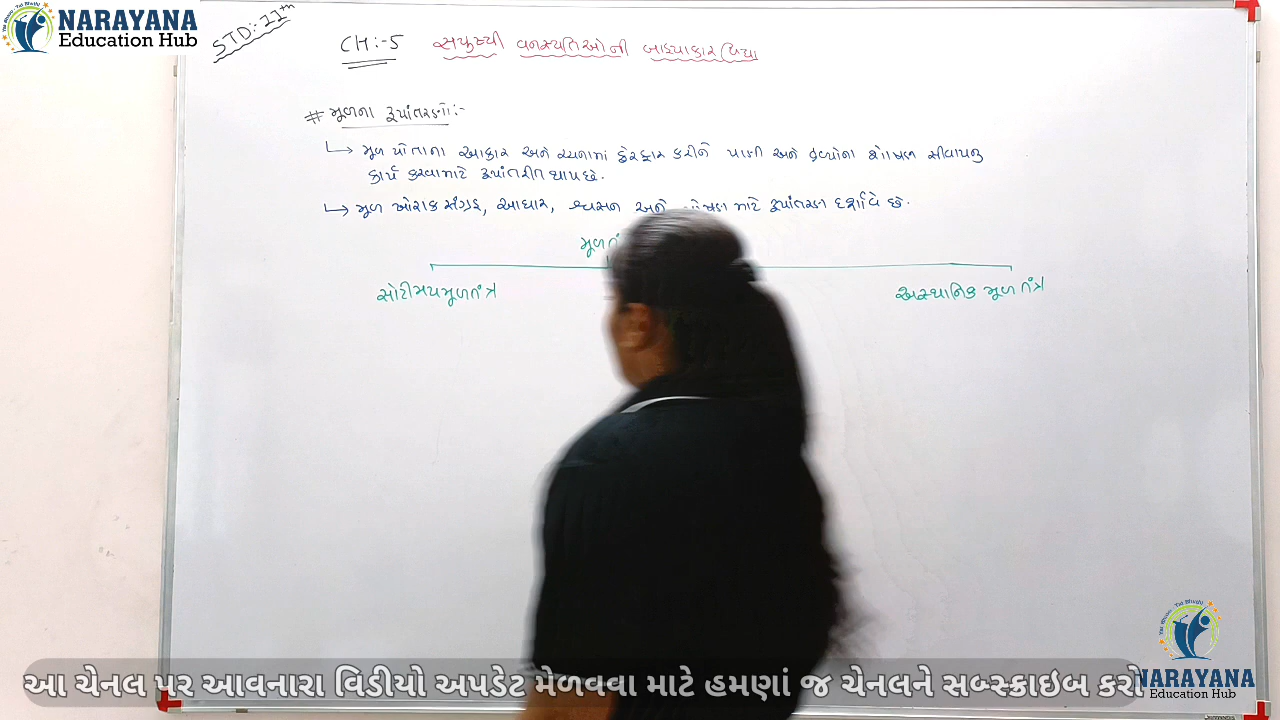 NARAYANA
Education Hub
STD:- 11th
CH:-5 સપુષ્પી વનસ્પતિઓની બાહ્યાકાર વિદ્યા
# મૂળના રૂપાંતરણો:-
મૂળ પોતાના આકાર અને રચનામાં ફેરફાર કરીને પાણી અને દ્રવ્યોના શોષણ સીવાયનુ
કાર્ય કરવા માટે રૂપાંતરીત થાય છે.
મૂળ ખોરાક સંગ્રહ, આધાર, શ્વસન અને માટે રૂપાંતરણ દર્શાવે છે.
સોટીમય મૂળતંત્ર અસ્થાનિક મૂળ તંત્ર
આ ચેનલ પર આવનારા વિડીયો અપડેટ મેળવવા માટે હમણાં જ ચેનલને સબ્સ્ક્રાઇબ કરો
NARAYANA
Education Hub